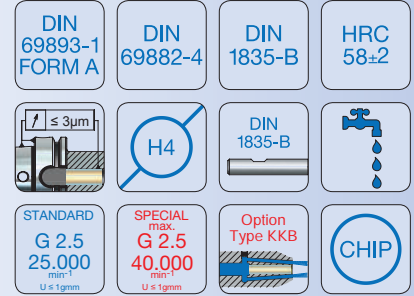 DIN
69893-1
FORM A
DIN
69882-4
DIN
1835-B
HRC
58±2
↗ ≤ 3µm
H4
DIN
1835-B
STANDARD
G 2.5
25.000
min⁻¹
U ≤ 1gmm
SPECIAL
max.
G 2.5
40.000
min⁻¹
U ≤ 1gmm
Option
Type KKB
CHIP